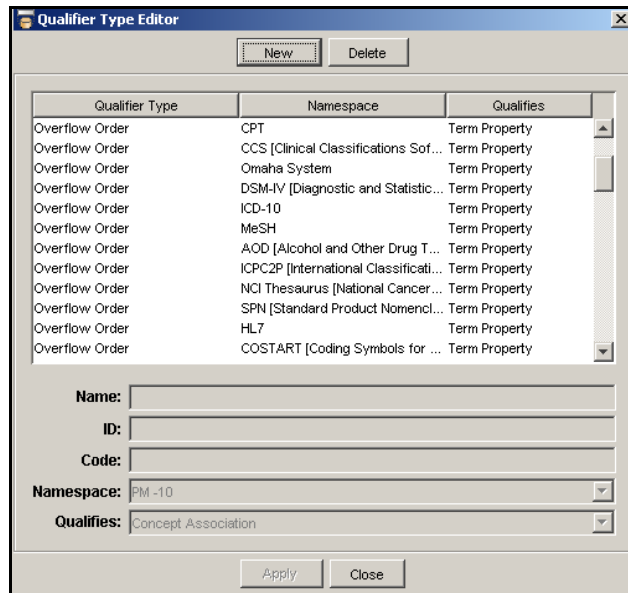 Qualifier Type Editor
New Delete
Qualifier Type Namespace Qualifies
Overflow Order CPT Term Property
Overflow Order CCS [Clinical Classifications Sof... Term Property
Overflow Order Omaha System Term Property
Overflow Order DSM-IV [Diagnostic and Statistic... Term Property
Overflow Order ICD-10 Term Property
Overflow Order MeSH Term Property
Overflow Order AOD [Alcohol and Other Drug T... Term Property
Overflow Order ICPC2P [International Classificati... Term Property
Overflow Order NCI Thesaurus [National Cancer... Term Property
Overflow Order SPN [Standard Product Nomencl... Term Property
Overflow Order HL7 Term Property
Overflow Order COSTART [Coding Symbols for ... Term Property
Name:
ID:
Code:
Namespace: PM -10
Qualifies: Concept Association
Apply Close